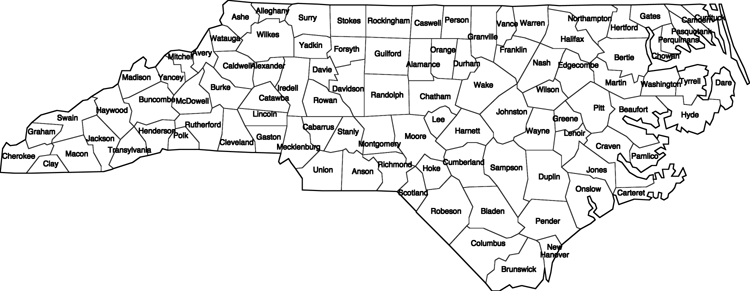 Ashe
Alleghany
Surry
Stokes
Rockingham
Caswell
Person
Vance
Warren
Northampton
Gates
Camden
Currituck
Hertford
Pasquotank
Perquimans
Watauga
Wilkes
Yadkin
Forsyth
Guilford
Alamance
Orange
Durham
Granville
Franklin
Halifax
Nash
Edgecombe
Bertie
Chowan
Mitchell
Avery
Caldwell
Alexander
Iredell
Davie
Davidson
Randolph
Chatham
Wake
Wilson
Martin
Washington
Tyrrell
Dare
Madison
Yancey
Burke
Catawba
Rowan
Buncombe
McDowell
Haywood
Lincoln
Johnston
Greene
Pitt
Beaufort
Hyde
Swain
Graham
Jackson
Henderson
Rutherford
Polk
Cleveland
Gaston
Cabarrus
Stanly
Lee
Moore
Harnett
Wayne
Lenoir
Craven
Pamlico
Cherokee
Clay
Macon
Transylvania
Mecklenburg
Montgomery
Union
Anson
Richmond
Hoke
Cumberland
Sampson
Duplin
Jones
Onslow
Carteret
Scotland
Robeson
Bladen
Pender
Columbus
New
Hanover
Brunswick